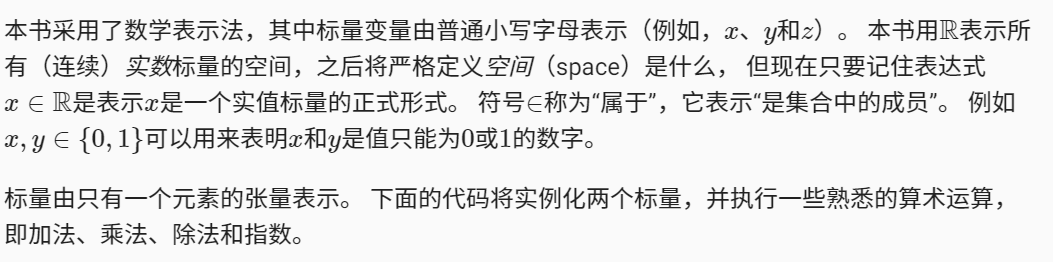 本书采用了数学表示法，其中标量变量由普通小写字母表示（例如，x、y和z）。 本书用ℝ表示所
有（连续）实数标量的空间，之后将严格定义空间（space）是什么， 但现在只要记住表达式
x ∈ ℝ是表示x是一个实值标量的正式形式。 符号∈称为“属于”，它表示“是集合中的成员”。 例如
x, y ∈ {0, 1}可以用来表明x和y是值只能为0或1的数字。
标量由只有一个元素的张量表示。 下面的代码将实例化两个标量，并执行一些熟悉的算术运算，
即加法、乘法、除法和指数。